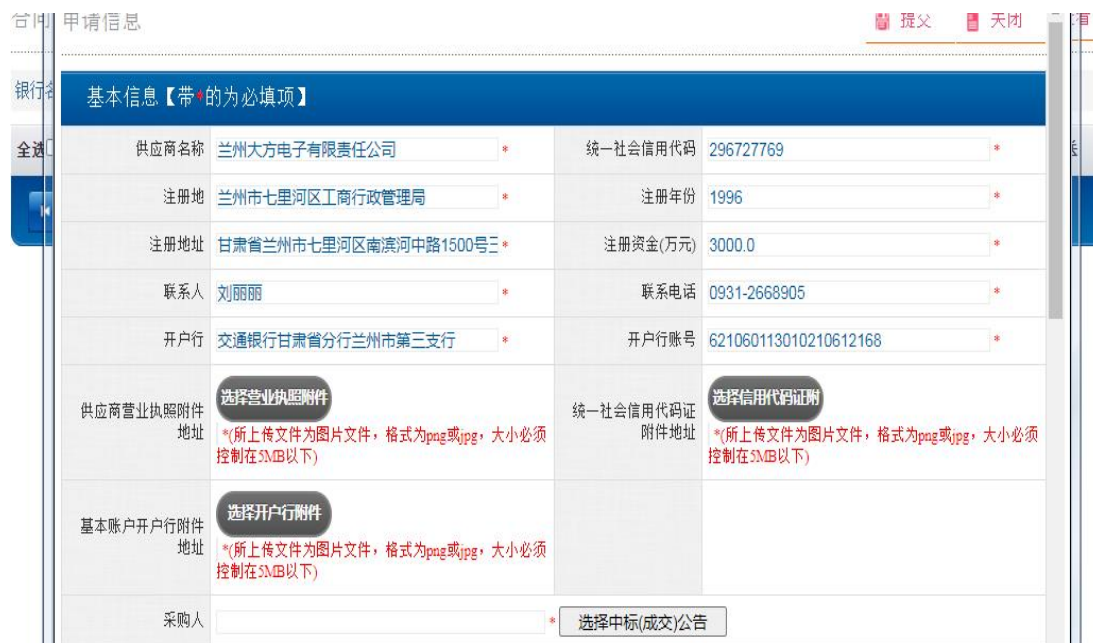 合同
申请信息
提交
关闭
查看
银行名
基本信息【带*的为必填项】
全选
供应商名称 兰州大方电子有限责任公司 * 统一社会信用代码 296727769 *
注册地 兰州市七里河区工商行政管理局 * 注册年份 1996 *
注册地址 甘肃省兰州市七里河区南滨河中路1500号三 * 注册资金(万元) 3000.0 *
联系人 刘丽丽 * 联系电话 0931-2668905 *
开户行 交通银行甘肃省分行兰州市第三支行 * 开户行账号 621060113010210612168 *
供应商营业执照附件
地址
选择营业执照附件
*(所上传文件为图片文件，格式为png或jpg，大小必须
控制在5MB以下)
统一社会信用代码证
附件地址
选择信用代码证附
*(所上传文件为图片文件，格式为png或jpg，大小必须
控制在5MB以下)
基本账户开户行附件
地址
选择开户行附件
*(所上传文件为图片文件，格式为png或jpg，大小必须
控制在5MB以下)
采购人 * 选择中标(成交)公告